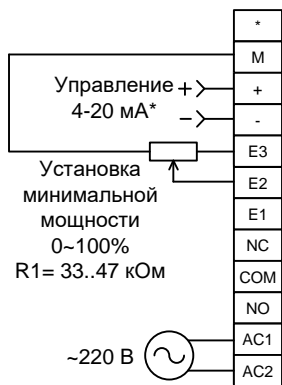 *
M
Управление +
4-20 мА* −
+
-
E3
Установка
минимальной
мощности
0~100%
R1= 33..47 кОм
E2
E1
NC
COM
NO
~220 В
AC1
AC2